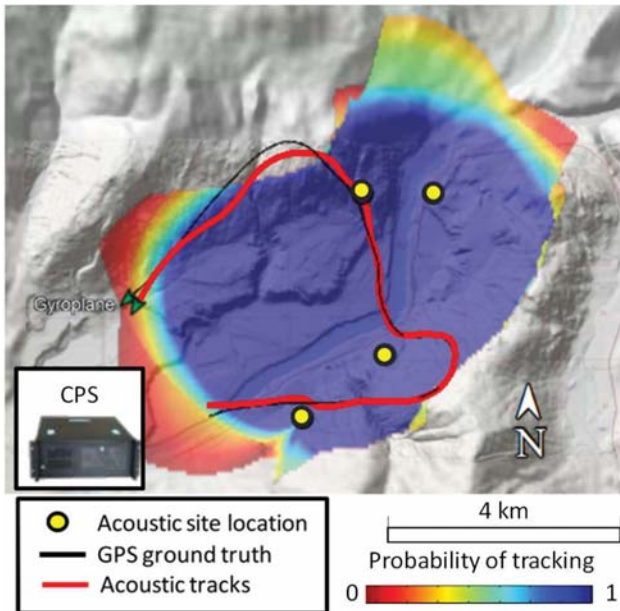 Gyroplane
CPS
N
Acoustic site location
GPS ground truth
Acoustic tracks
4 km
Probability of tracking
0 1